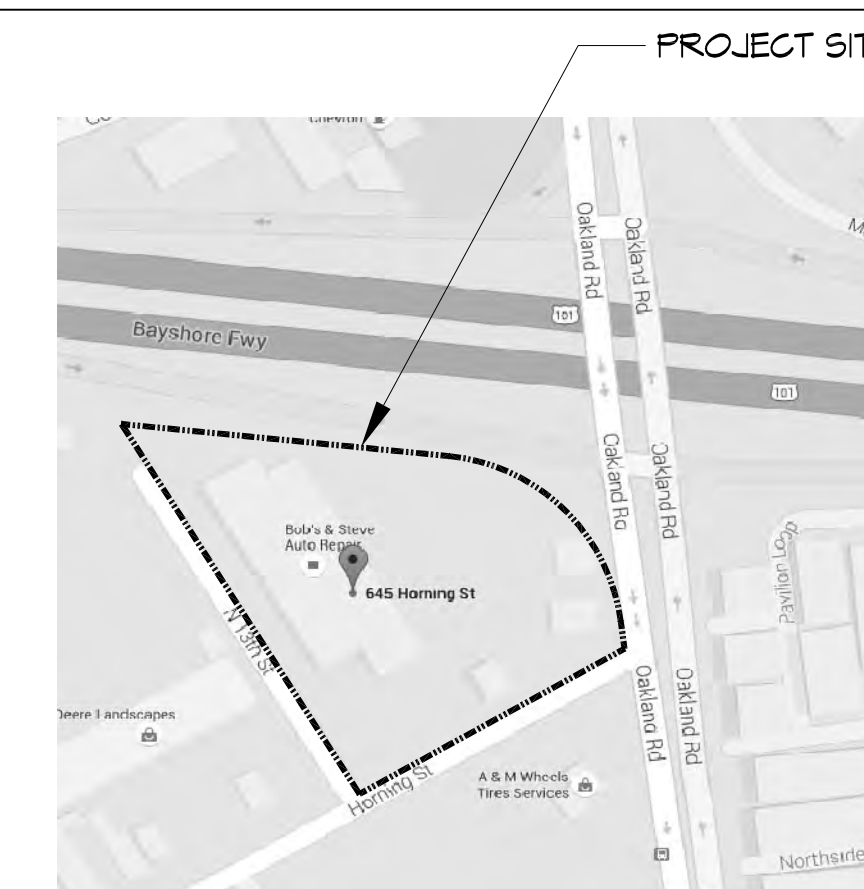 PROJECT SIT
Chevron
Oakland Rd
Oakland Rd
101
Bayshore Fwy
101
Oakland Rd
Oakland Rd
Bob's & Steve
Auto Repair
645 Horning St
Pavilion Loop
N 13th St
Deere Landscapes
Oakland Rd
Oakland Rd
Horning St
A & M Wheels
Tires Services
Northside